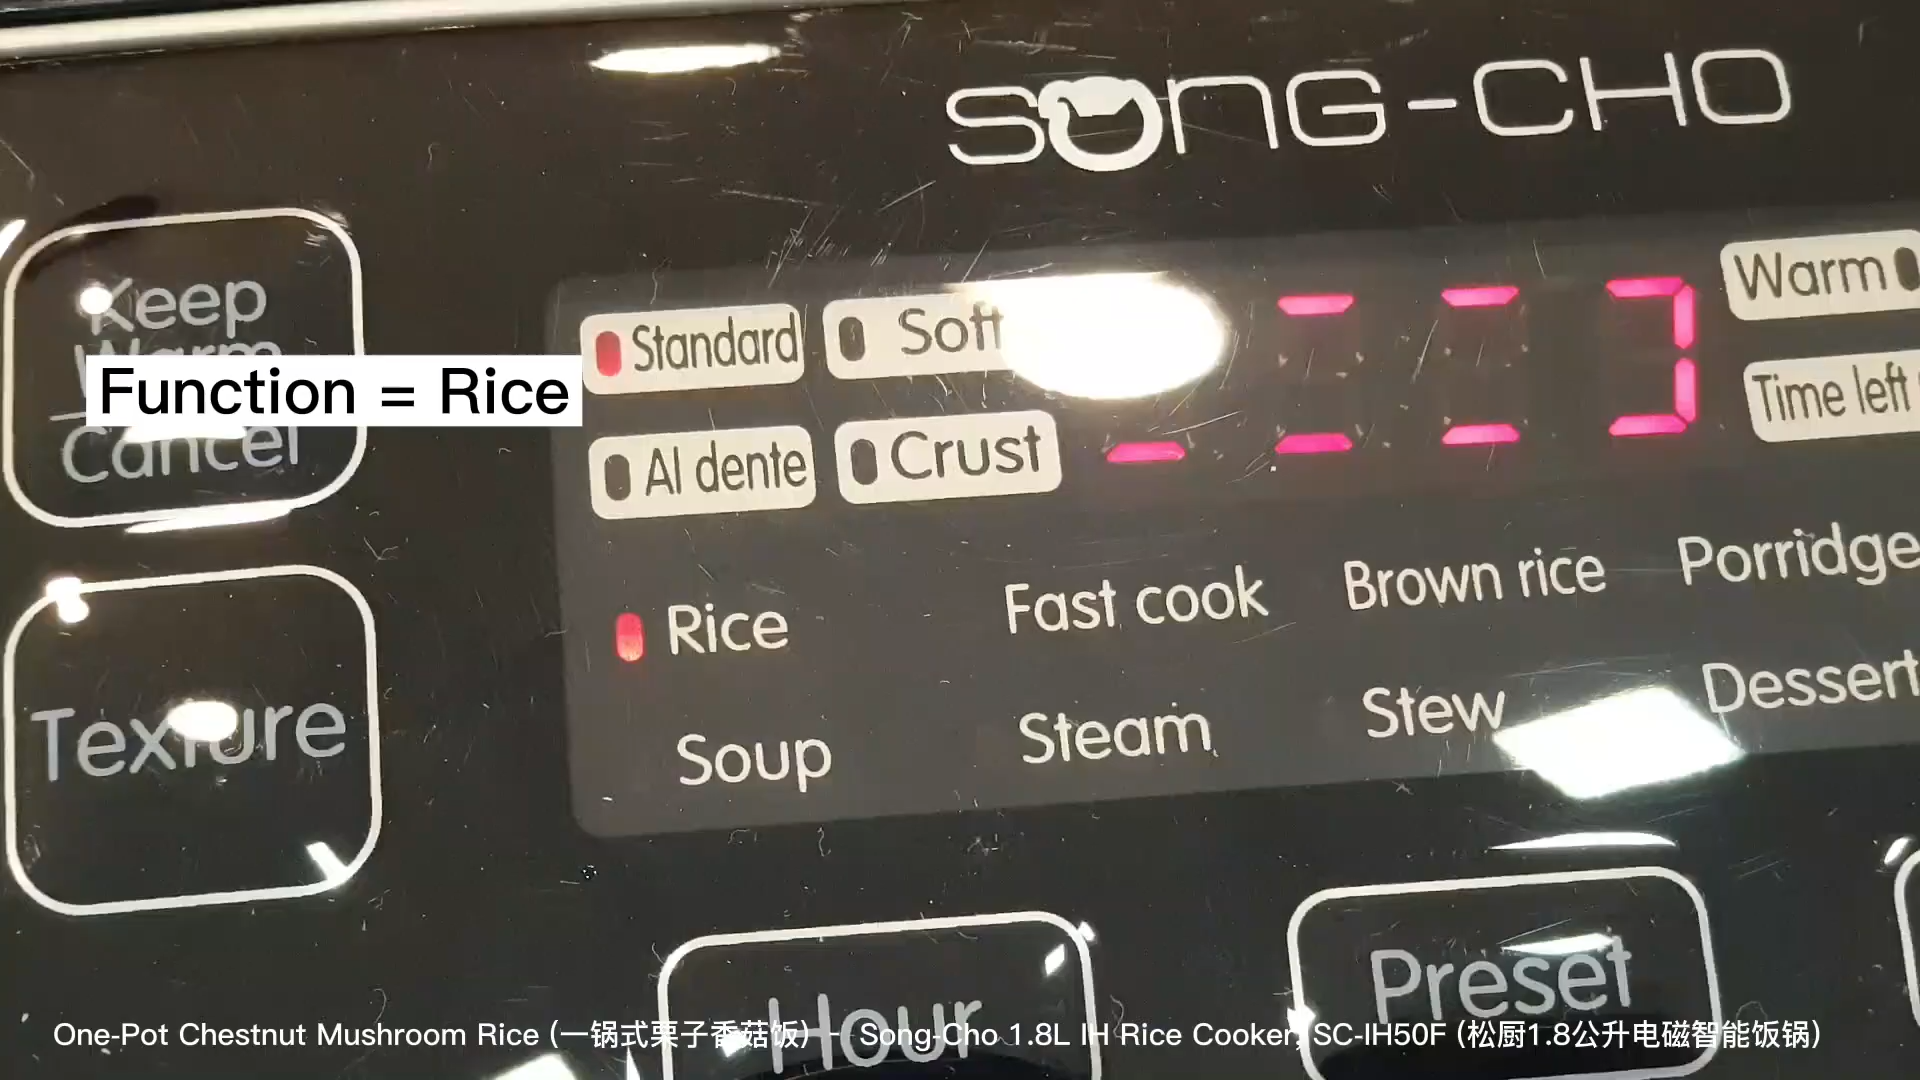 SONG-CHO
Keep
Warm
Cancel
Function = Rice
Standard
Soft
Warm
Al dente
Crust
Time left
Rice
Fast cook
Brown rice
Porridge
Soup
Steam
Stew
Dessert
Texture
Hour
Preset
One-Pot Chestnut Mushroom Rice (一锅式栗子香菇饭) - Song-Cho 1.8L IH Rice Cooker, SC-IH50F (松厨1.8公升电磁智能饭锅)